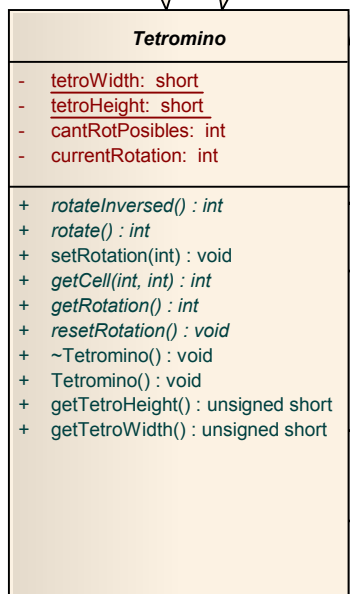 Tetromino
- tetroWidth: short
- tetroHeight: short
- cantRotPosibles: int
- currentRotation: int
+ rotateInversed() : int
+ rotate() : int
+ setRotation(int) : void
+ getCell(int, int) : int
+ getRotation() : int
+ resetRotation() : void
+ ~Tetromino() : void
+ Tetromino() : void
+ getTetroHeight() : unsigned short
+ getTetroWidth() : unsigned short